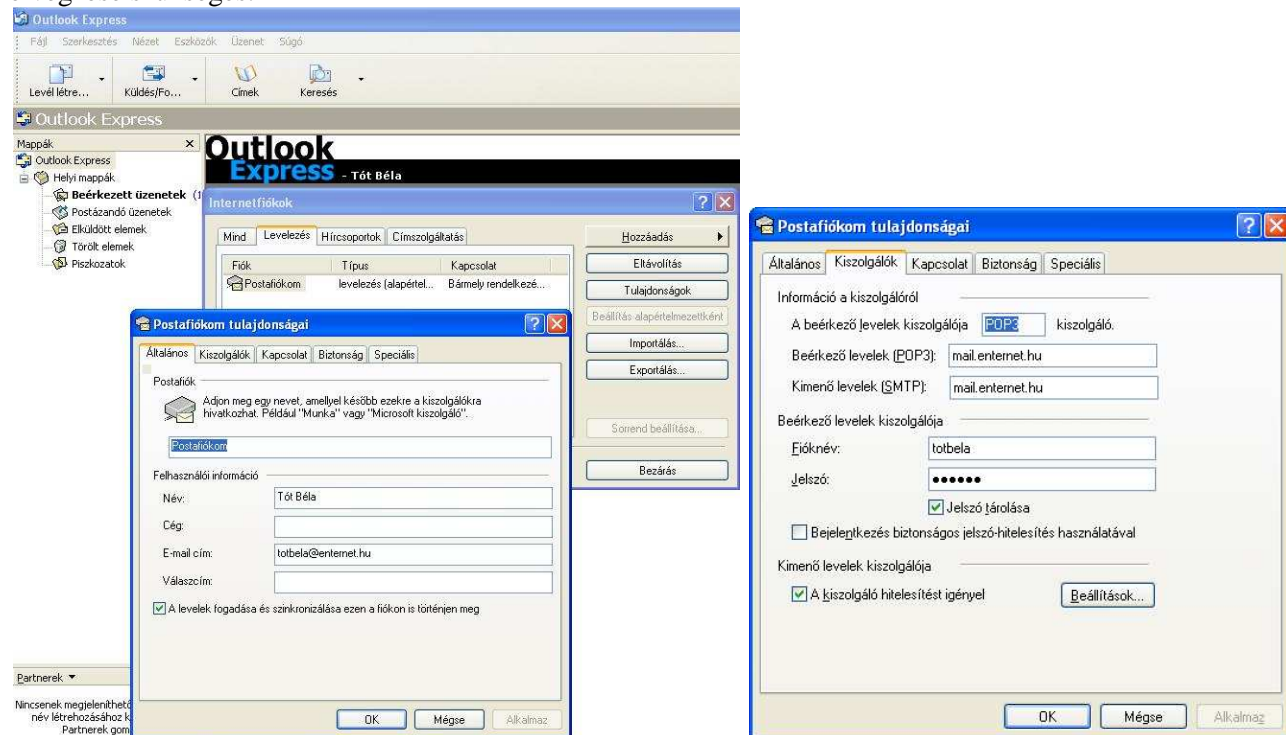 Outlook Express
Fájl Szerkesztés Nézet Eszközök Üzenet Súgó
Levél létre... Küldés/Fo... Címek Keresés
Outlook Express
Mappák
Outlook Express
Helyi mappák
Beérkezett üzenetek
Postázandó üzenetek
Elküldött elemek
Törölt elemek
Piszkozatok
Outlook
Express - Tót Béla
Internetfiókok
Mind Levelezés Hírcsoportok Címszolgáltatás
Fiók Típus Kapcsolat
Postafiókom levelezés (alapértel... Bármely rendelkezé...
Hozzáadás
Eltávolítás
Tulajdonságok
Beállítás alapértelmezettként
Importálás...
Exportálás...
Sorrend beállítása...
Bezárás
Postafiókom tulajdonságai
Általános Kiszolgálók Kapcsolat Biztonság Speciális
Postafiók
Adjon meg egy nevet, amellyel később ezekre a kiszolgálókra
hivatkozhat. Például "Munka" vagy "Microsoft kiszolgáló".
Postafiókom
Felhasználói információ
Név: Tót Béla
Cég:
E-mail cím: totbela@enternet.hu
Válaszcím:
A levelek fogadása és szinkronizálása ezen a fiókon is történjen meg
OK Mégse Alkalmaz
Partnerek
Nincsenek megjeleníthető
név létrehozásához k
Partnerek gom
Postafiókom tulajdonságai
Általános Kiszolgálók Kapcsolat Biztonság Speciális
Információ a kiszolgálóról
A beérkező levelek kiszolgálója POP3 kiszolgáló.
Beérkező levelek (POP3): mail.enternet.hu
Kimenő levelek (SMTP): mail.enternet.hu
Beérkező levelek kiszolgálója
Fióknév: totbela
Jelszó: ●●●●●●
Jelszó tárolása
Bejelentkezés biztonságos jelszó-hitelesítés használatával
Kimenő levelek kiszolgálója
A kiszolgáló hitelesítést igényel Beállítások...
OK Mégse Alkalmaz